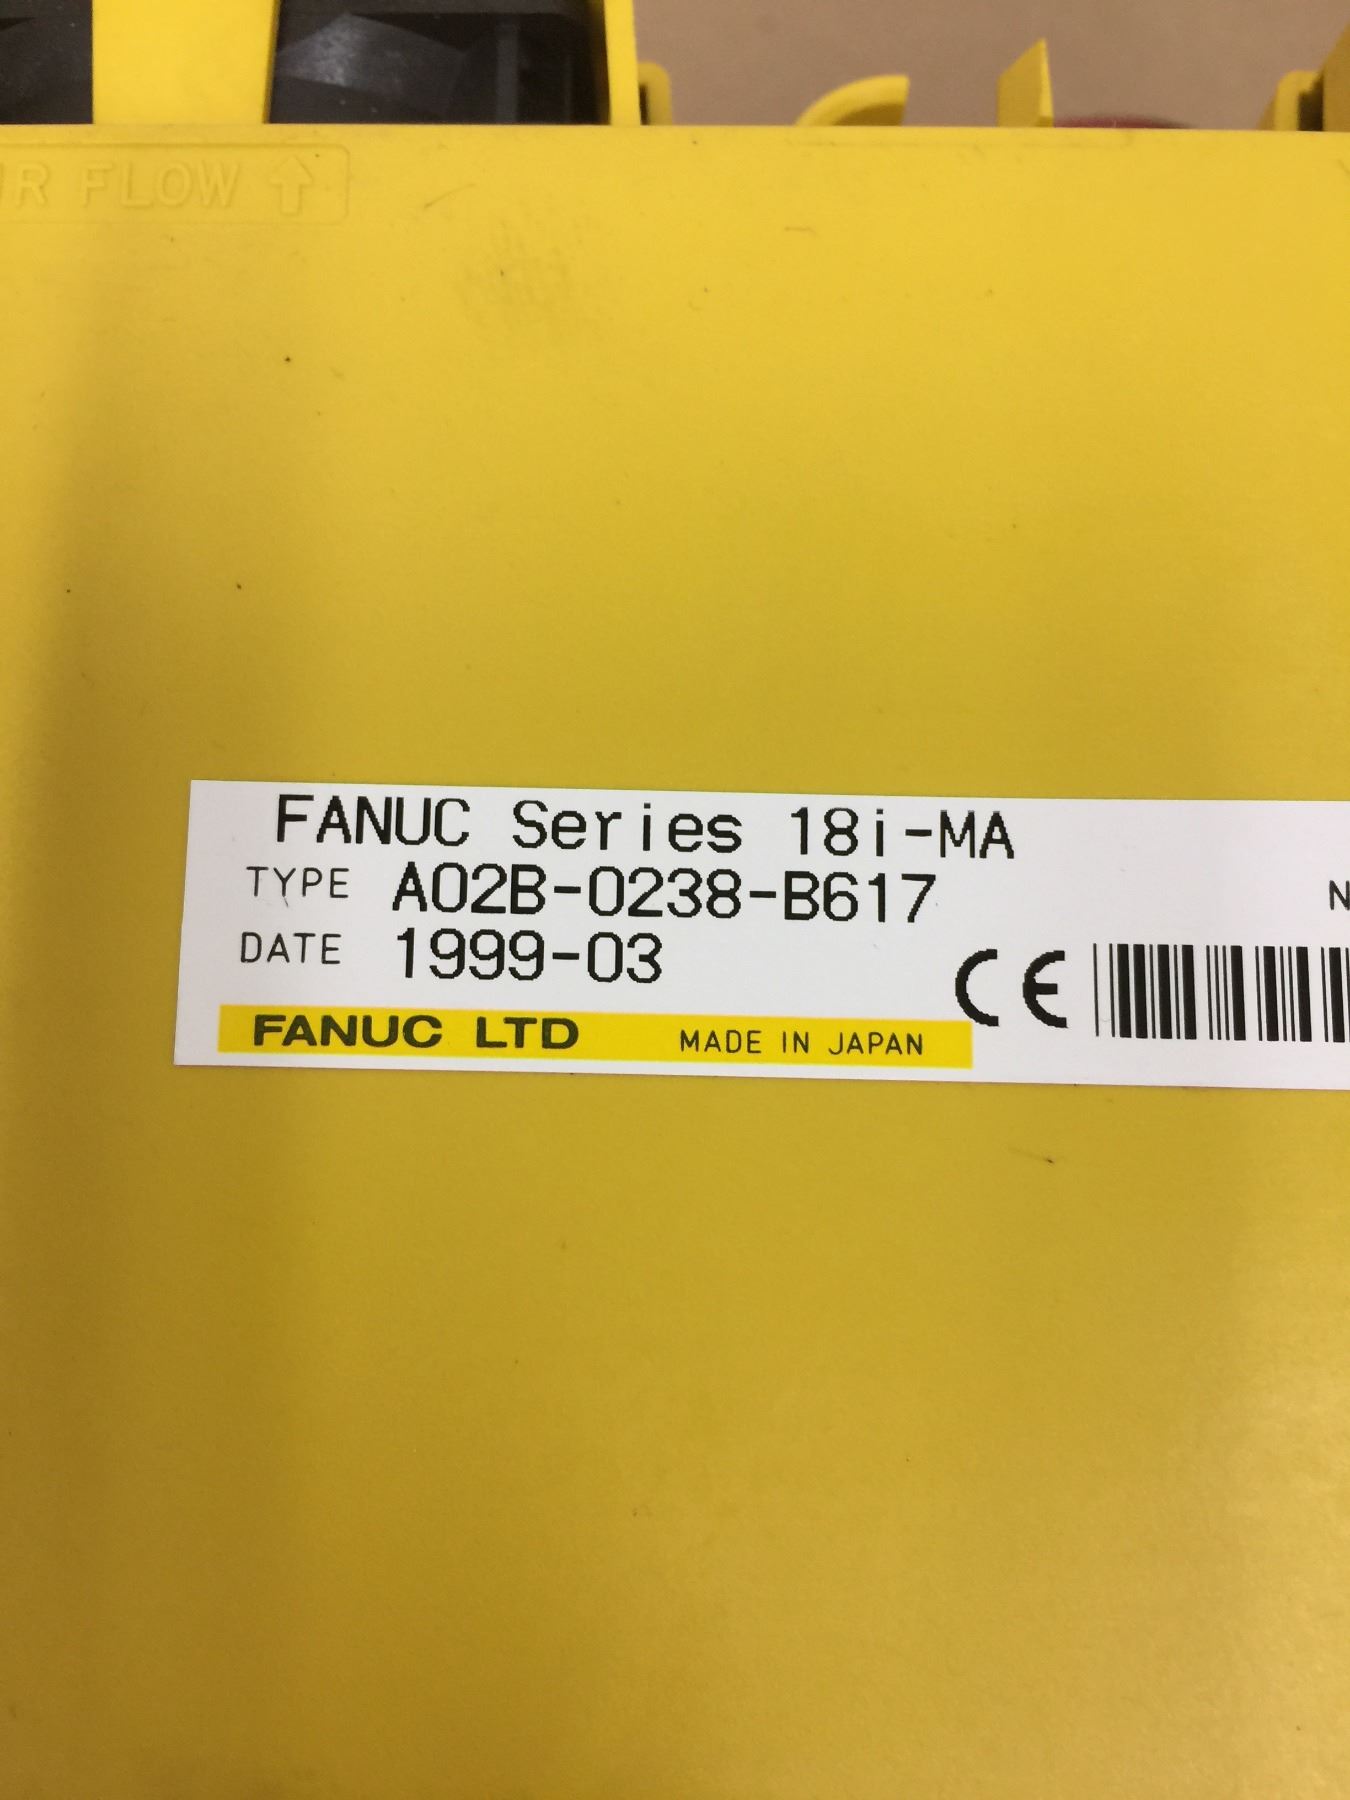 FLOW ↑
FANUC Series 18i-MA
TYPE A02B-0238-B617
DATE 1999-03
CE
FANUC LTD MADE IN JAPAN